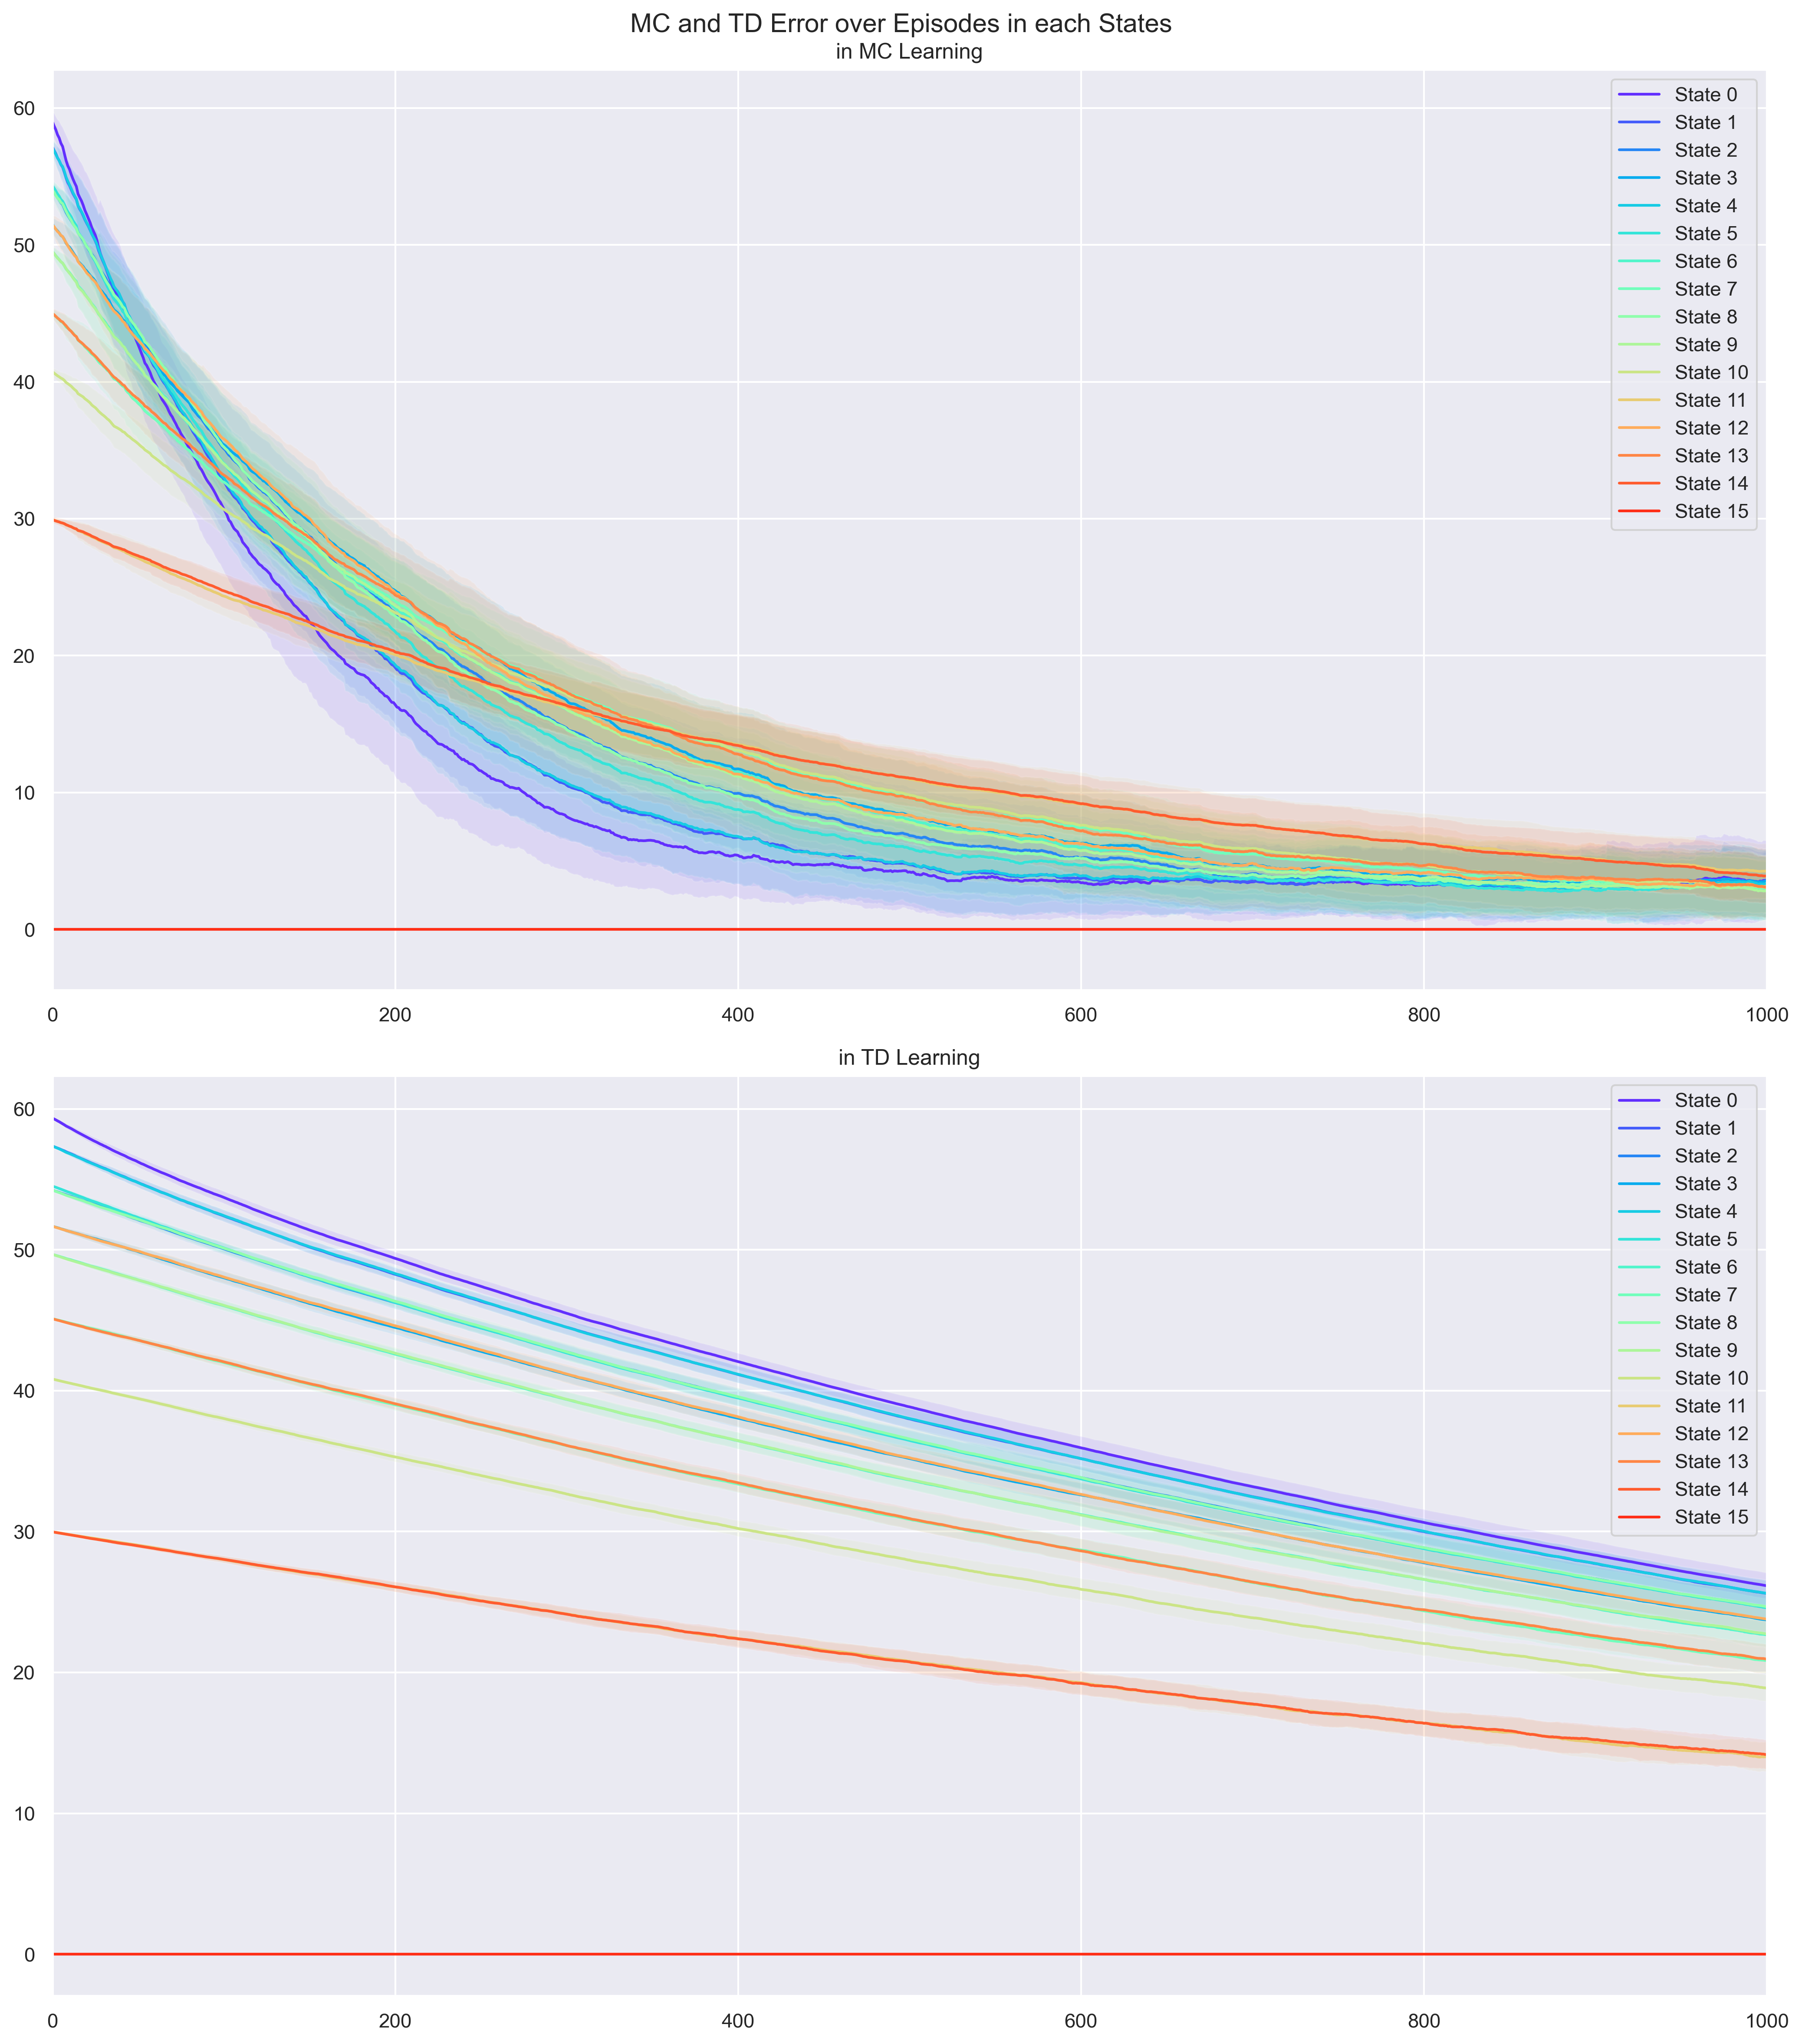 MC and TD Error over Episodes in each States
in MC Learning
60
50
40
30
20
10
0
0 200 400 600 800 1000
State 0
State 1
State 2
State 3
State 4
State 5
State 6
State 7
State 8
State 9
State 10
State 11
State 12
State 13
State 14
State 15
in TD Learning
60
50
40
30
20
10
0
0 200 400 600 800 1000
State 0
State 1
State 2
State 3
State 4
State 5
State 6
State 7
State 8
State 9
State 10
State 11
State 12
State 13
State 14
State 15